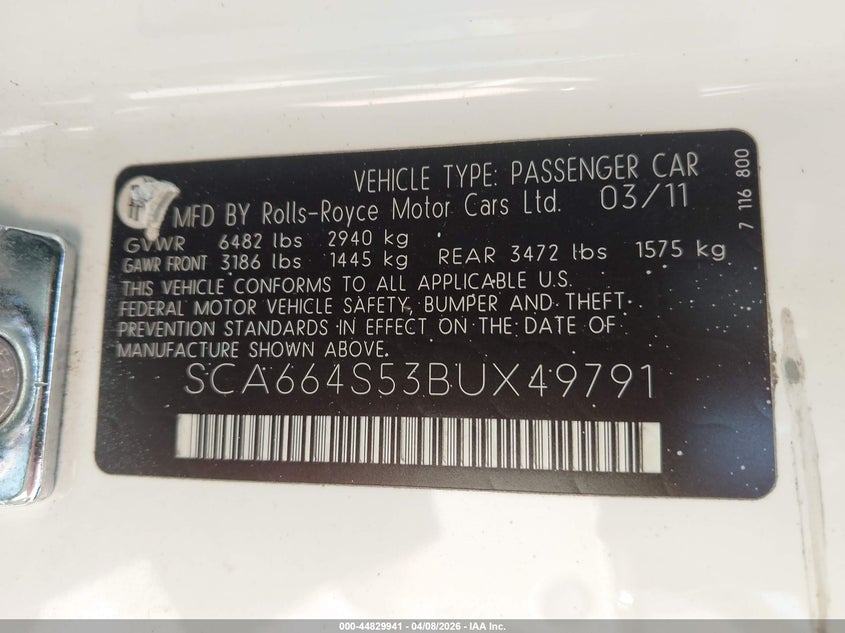 VEHICLE TYPE: PASSENGER CAR
MFD BY Rolls-Royce Motor Cars Ltd. 03/11
GVWR 6482 lbs 2940 kg
GAWR FRONT 3186 lbs 1445 kg REAR 3472 lbs 1575 kg
THIS VEHICLE CONFORMS TO ALL APPLICABLE U.S.
FEDERAL MOTOR VEHICLE SAFETY, BUMPER AND THEFT
PREVENTION STANDARDS IN EFFECT ON THE DATE OF
MANUFACTURE SHOWN ABOVE.
SCA664S53BUX49791
7 116 800
000-44829941 - 04/08/2026 - IAA Inc.